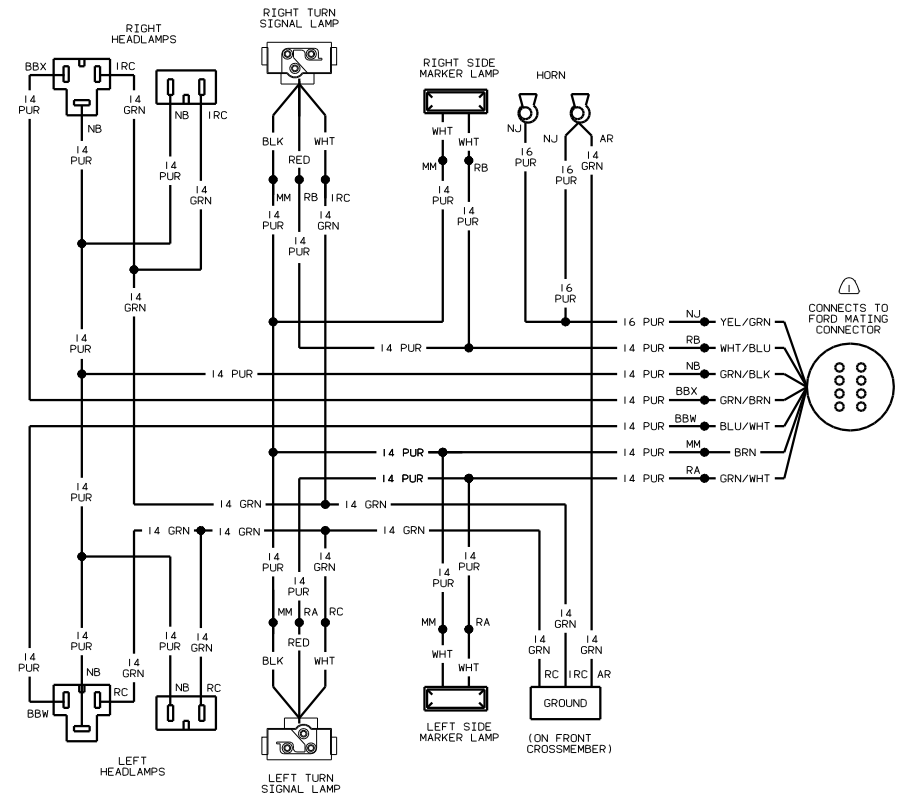 RIGHT TURN
SIGNAL LAMP
RIGHT
HEADLAMPS
BBX
IRC
NB
NB
IRC
14
PUR
14
GRN
14
PUR
14
PUR
14
GRN
14
GRN
14
PUR
BLK
RED
WHT
MM
RB
IRC
14
PUR
14
PUR
14
GRN
RIGHT SIDE
MARKER LAMP
WHT
WHT
MM
RB
14
PUR
14
PUR
HORN
NJ
NJ
AR
16
PUR
16
PUR
14
GRN
16
PUR
1
CONNECTS TO
FORD MATING
CONNECTOR
16 PUR
NJ
YEL/GRN
14 PUR
14 PUR
RB
WHT/BLU
14 PUR
14 PUR
NB
GRN/BLK
14 PUR
BBX
GRN/BRN
14 PUR
BBW
BLU/WHT
14 PUR
14 PUR
MM
BRN
14 PUR
14 PUR
RA
GRN/WHT
14
PUR
14 GRN
14 GRN
14 GRN
14 GRN
14 GRN
14
PUR
14
PUR
14
GRN
MM
RA
RC
BLK
RED
WHT
14
PUR
14
PUR
MM
RA
WHT
WHT
14
PUR
14
PUR
14
GRN
14
PUR
14
GRN
NB
RC
NB
RC
BBW
LEFT
HEADLAMPS
LEFT TURN
SIGNAL LAMP
LEFT SIDE
MARKER LAMP
14
GRN
14
GRN
14
GRN
RC
IRC
AR
GROUND
(ON FRONT
CROSSMEMBER)